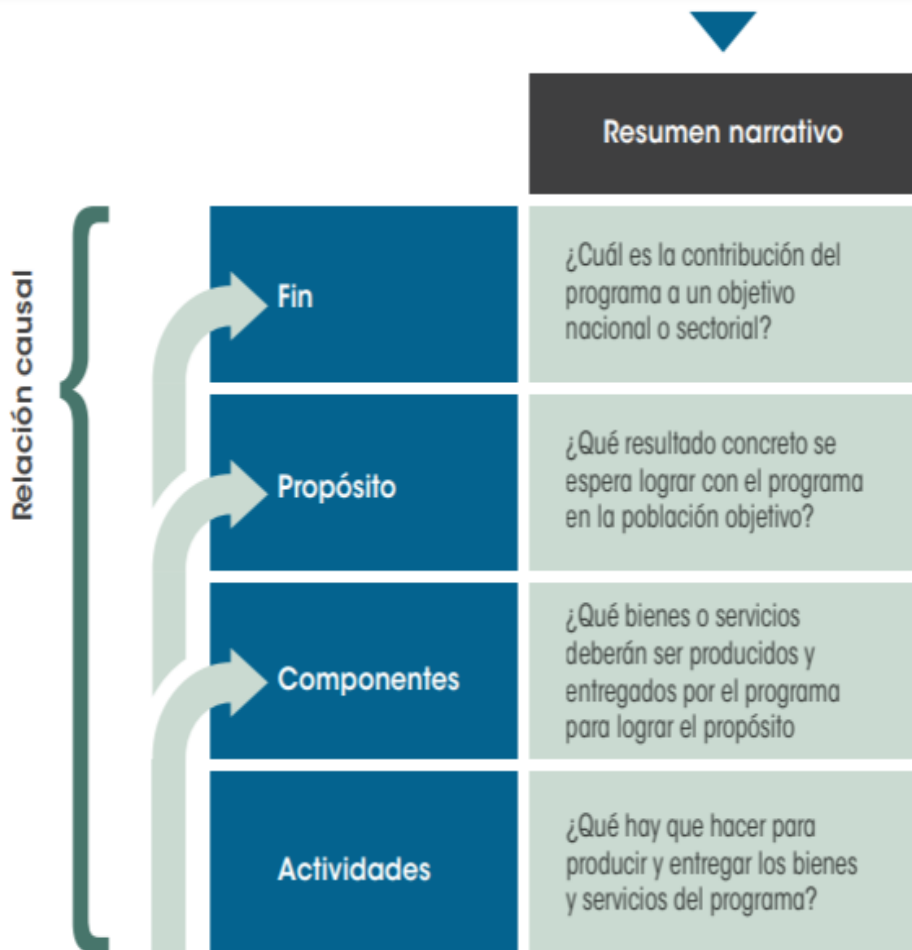 Resumen narrativo
Relación causal
Fin
¿Cuál es la contribución del
programa a un objetivo
nacional o sectorial?
Propósito
¿Qué resultado concreto se
espera lograr con el programa
en la población objetivo?
Componentes
¿Qué bienes o servicios
deberán ser producidos y
entregados por el programa
para lograr el propósito
Actividades
¿Qué hay que hacer para
producir y entregar los bienes
y servicios del programa?